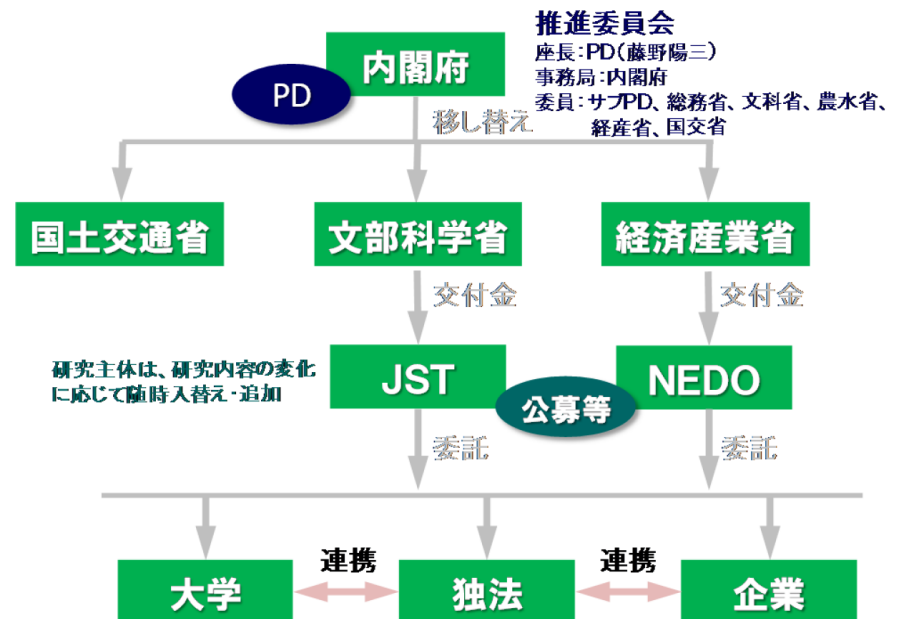 推進委員会
座長：PD（藤野陽三）
事務局：内閣府
委員：サブPD、総務省、文科省、農水省、
経産省、国交省
内閣府
PD
移し替え
国土交通省
文部科学省
経済産業省
交付金
交付金
研究主体は、研究内容の変化
に応じて随時入替え・追加
JST
NEDO
公募等
委託
委託
連携
連携
大学
独法
企業